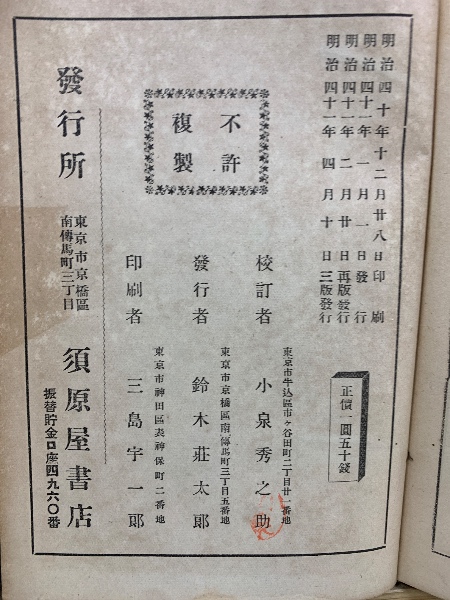 明治四十年十二月廿八日印刷
明治四十一年一月一日發行
明治四十一年二月廿日再版發行
明治四十一年四月十日三版發行
正價一圓五十錢
不許
複製
東京市牛込區市ヶ谷田町二丁目廿一番地
校訂者 小泉秀之助
東京市京橋區南傳馬町三丁目五番地
發行者 鈴木莊太郎
東京市神田區表神保町二番地
印刷者 三島宇一郎
發行所
東京市京橋區
南傳馬町三丁目
須原屋書店
振替貯金口座四九六〇番